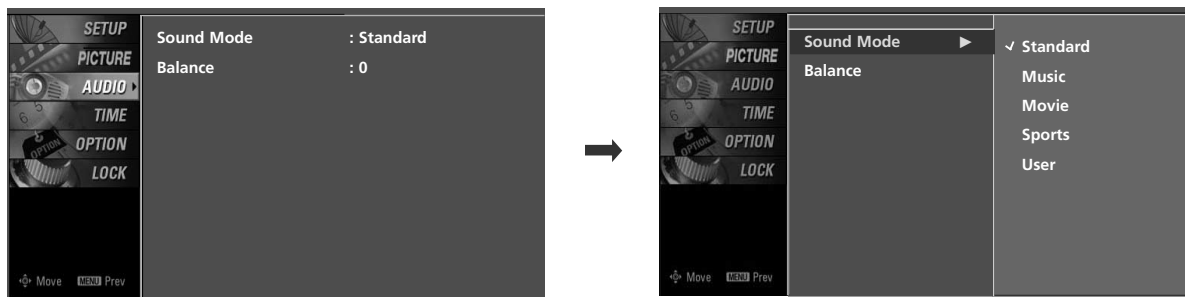 SETUP
PICTURE
AUDIO
TIME
OPTION
LOCK
Sound Mode : Standard
Balance : 0
Move MENU Prev
SETUP
PICTURE
AUDIO
TIME
OPTION
LOCK
Sound Mode ▶
Balance
✓ Standard
Music
Movie
Sports
User
Move MENU Prev